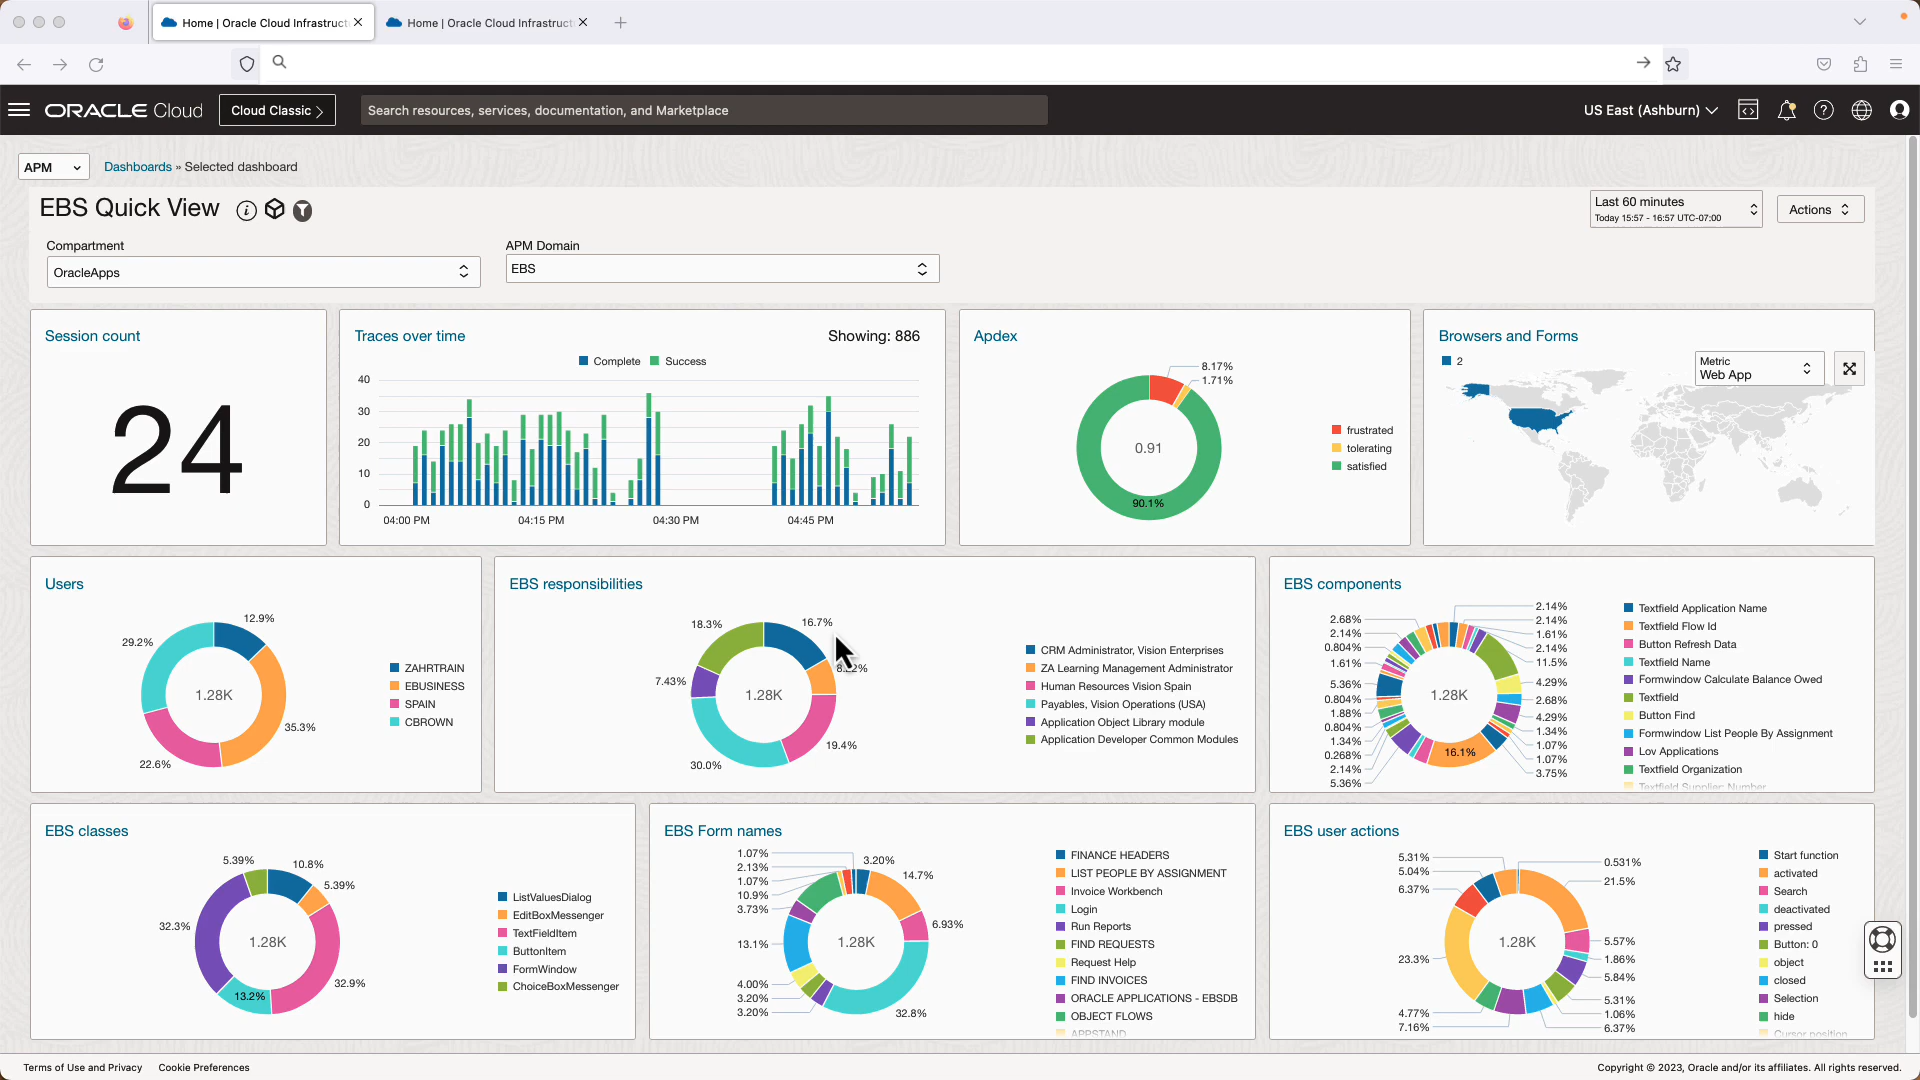 Home | Oracle Cloud Infrastruct
Home | Oracle Cloud Infrastruct
ORACLE Cloud
Cloud Classic
Search resources, services, documentation, and Marketplace
US East (Ashburn)
APM
Dashboards » Selected dashboard
EBS Quick View
Last 60 minutes
Today 15:57 - 16:57 UTC-07:00
Actions
Compartment
OracleApps
APM Domain
EBS
Session count
24
Traces over time
Showing: 886
Complete
Success
40
30
20
10
0
04:00 PM
04:15 PM
04:30 PM
04:45 PM
Apdex
8.17%
1.71%
0.91
90.1%
frustrated
tolerating
satisfied
Browsers and Forms
2
Metric
Web App
Users
12.9%
29.2%
1.28K
35.3%
22.6%
ZAHRTRAIN
EBUSINESS
SPAIN
CBROWN
EBS responsibilities
18.3%
16.7%
7.43%
1.28K
19.4%
30.0%
CRM Administrator, Vision Enterprises
ZA Learning Management Administrator
Human Resources Vision Spain
Payables, Vision Operations (USA)
Application Object Library module
Application Developer Common Modules
EBS components
2.68%
2.14%
0.804%
1.61%
5.36%
0.804%
1.88%
0.804%
1.34%
0.268%
2.14%
5.36%
1.28K
16.1%
2.14%
2.14%
1.61%
2.14%
11.5%
4.29%
2.68%
4.29%
1.34%
1.07%
1.07%
3.75%
Textfield Application Name
Textfield Flow Id
Button Refresh Data
Textfield Name
Formwindow Calculate Balance Owed
Textfield
Button Find
Formwindow List People By Assignment
Lov Applications
Textfield Organization
Textfield Supplier: Number
EBS classes
5.39%
10.8%
5.39%
32.3%
1.28K
32.9%
13.2%
ListValuesDialog
EditBoxMessenger
TextFieldItem
ButtonItem
FormWindow
ChoiceBoxMessenger
EBS Form names
1.07%
2.13%
1.07%
10.9%
3.73%
13.1%
4.00%
3.20%
3.20%
1.28K
3.20%
14.7%
6.93%
32.8%
FINANCE HEADERS
LIST PEOPLE BY ASSIGNMENT
Invoice Workbench
Login
Run Reports
FIND REQUESTS
Request Help
FIND INVOICES
ORACLE APPLICATIONS - EBSDB
OBJECT FLOWS
APPSTAND
EBS user actions
5.31%
5.04%
6.37%
23.3%
4.77%
7.16%
1.28K
0.531%
21.5%
5.57%
1.86%
5.84%
5.31%
1.06%
6.37%
Start function
activated
Search
deactivated
pressed
Button: 0
object
closed
Selection
hide
Cursor position
Terms of Use and Privacy
Cookie Preferences
Copyright © 2023, Oracle and/or its affiliates. All rights reserved.